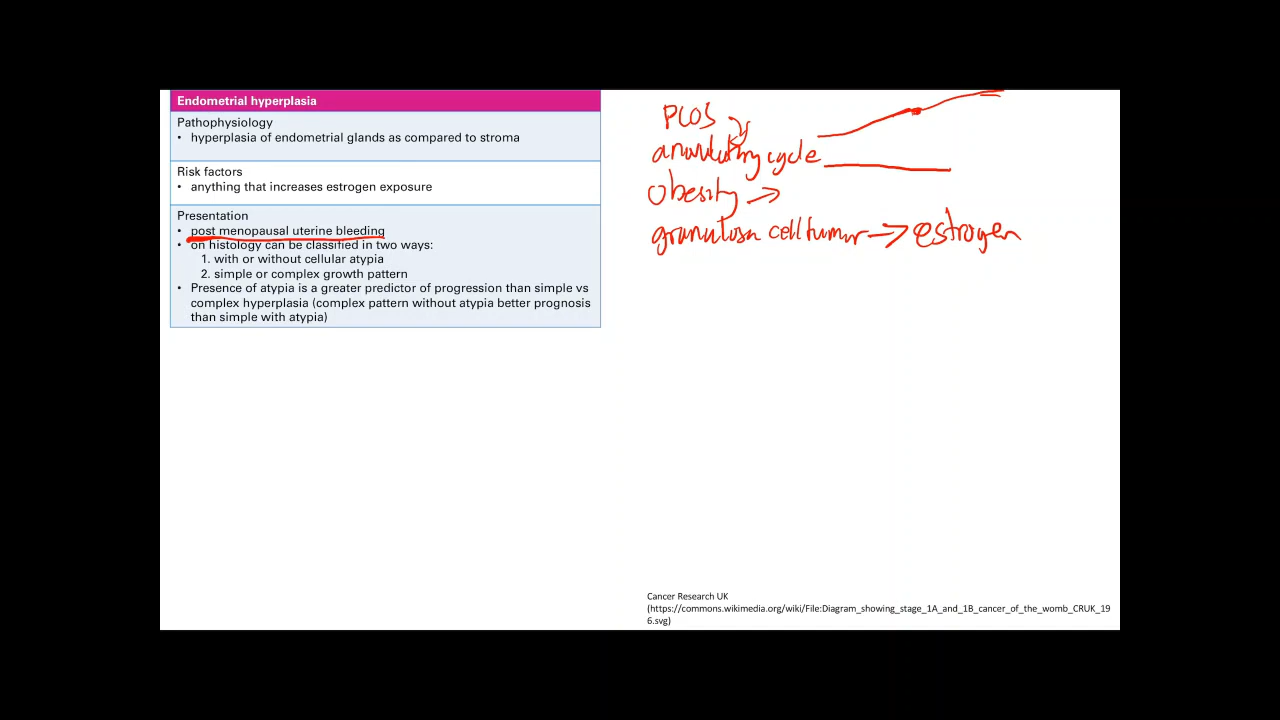 Endometrial hyperplasia
Pathophysiology
• hyperplasia of endometrial glands as compared to stroma
Risk factors
• anything that increases estrogen exposure
Presentation
• post menopausal uterine bleeding
• on histology can be classified in two ways:
1. with or without cellular atypia
2. simple or complex growth pattern
• Presence of atypia is a greater predictor of progression than simple vs
complex hyperplasia (complex pattern without atypia better prognosis
than simple with atypia)
PCOS
anovulatory cycle
Obesity →
granulosa cell tumor → estrogen
Cancer Research UK
(https://commons.wikimedia.org/wiki/File:Diagram_showing_stage_1A_and_1B_cancer_of_the_womb_CRUK_19
6.svg)